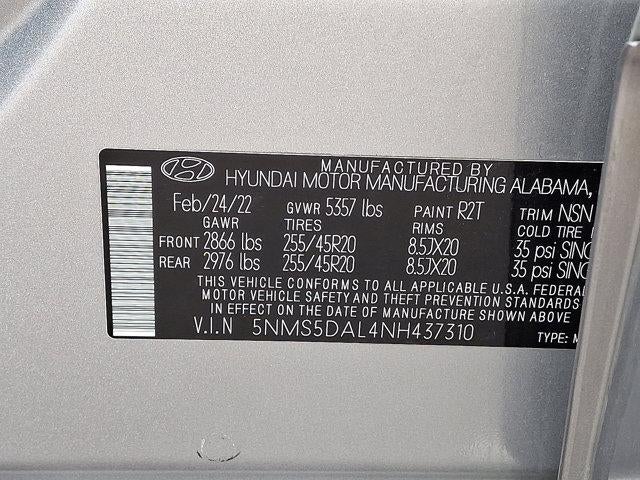 MANUFACTURED BY
HYUNDAI MOTOR MANUFACTURING ALABAMA,
Feb/24/22 GVWR 5357 lbs PAINT R2T TRIM NSN
GAWR TIRES RIMS COLD TIRE
FRONT 2866 lbs 255/45R20 8.5JX20 35 psi SING
REAR 2976 lbs 255/45R20 8.5JX20 35 psi SING
THIS VEHICLE CONFORMS TO ALL APPLICABLE U.S.A. FEDERAL
MOTOR VEHICLE SAFETY AND THEFT PREVENTION STANDARDS
IN EFFECT ON THE DATE OF MANUFACTURE SHOWN ABOVE
V.I.N 5NMS5DAL4NH437310 TYPE: M